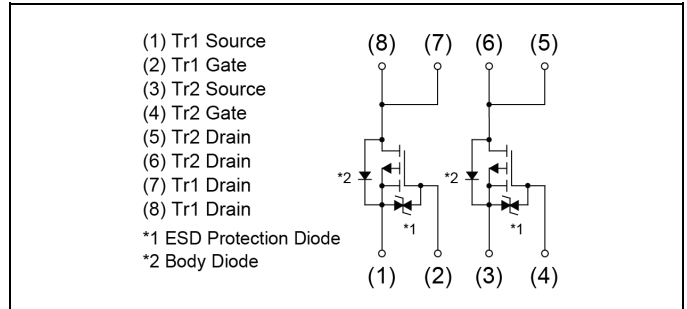 (1) Tr1 Source
(2) Tr1 Gate
(3) Tr2 Source
(4) Tr2 Gate
(5) Tr2 Drain
(6) Tr2 Drain
(7) Tr1 Drain
(8) Tr1 Drain
*1 ESD Protection Diode
*2 Body Diode
(8) (7) (6) (5)
*2 *2
*1 *1
(1) (2) (3) (4)